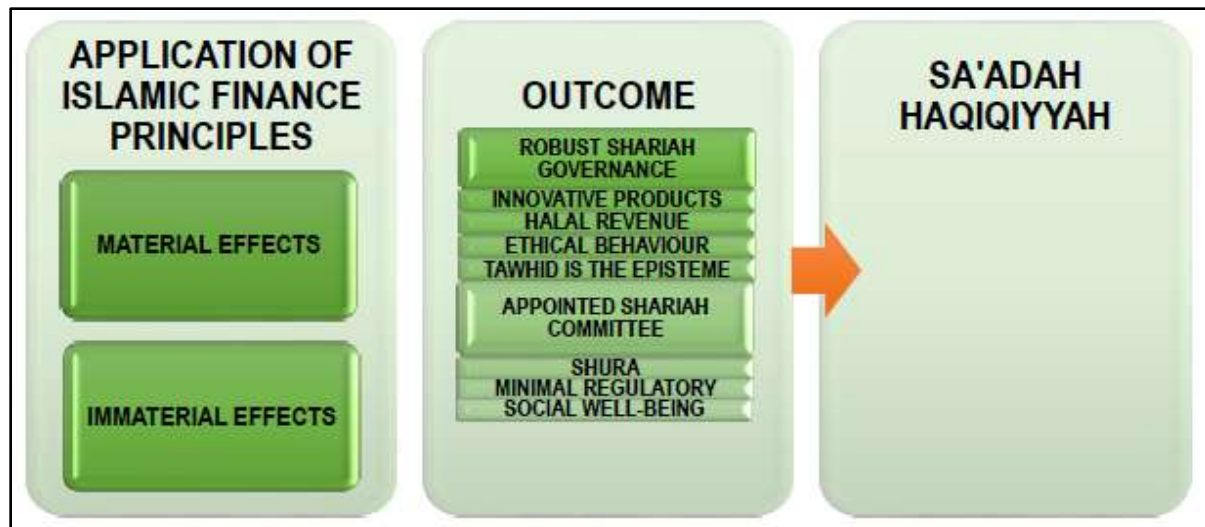 APPLICATION OF
ISLAMIC FINANCE
PRINCIPLES
MATERIAL EFFECTS
IMMATERIAL EFFECTS
OUTCOME
ROBUST SHARIAH
GOVERNANCE
INNOVATIVE PRODUCTS
HALAL REVENUE
ETHICAL BEHAVIOUR
TAWHID IS THE EPISTEME
APPOINTED SHARIAH
COMMITTEE
SHURA
MINIMAL REGULATORY
SOCIAL WELL-BEING
SA'ADAH
HAQIQIYYAH